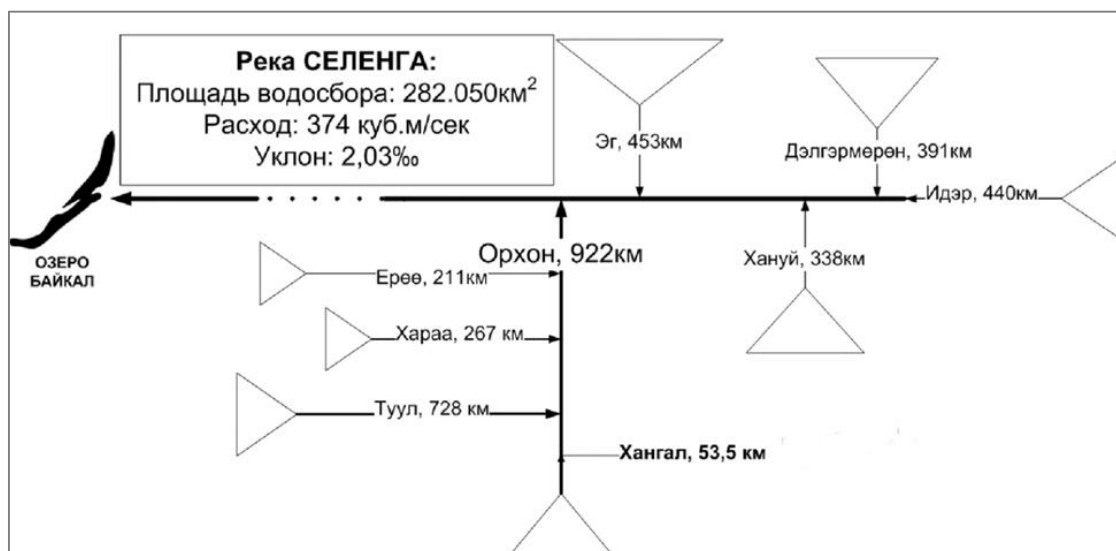 Река СЕЛЕНГА:
Площадь водосбора: 282.050км²
Расход: 374 куб.м/сек
Уклон: 2,03‰
Эг, 453км
Дэлгэрмөрөн, 391км
Идэр, 440км
ОЗЕРО
БАЙКАЛ
Орхон, 922км
Хануй, 338км
Ерөө, 211км
Хараа, 267 км
Туул, 728 км
Хангал, 53,5 км